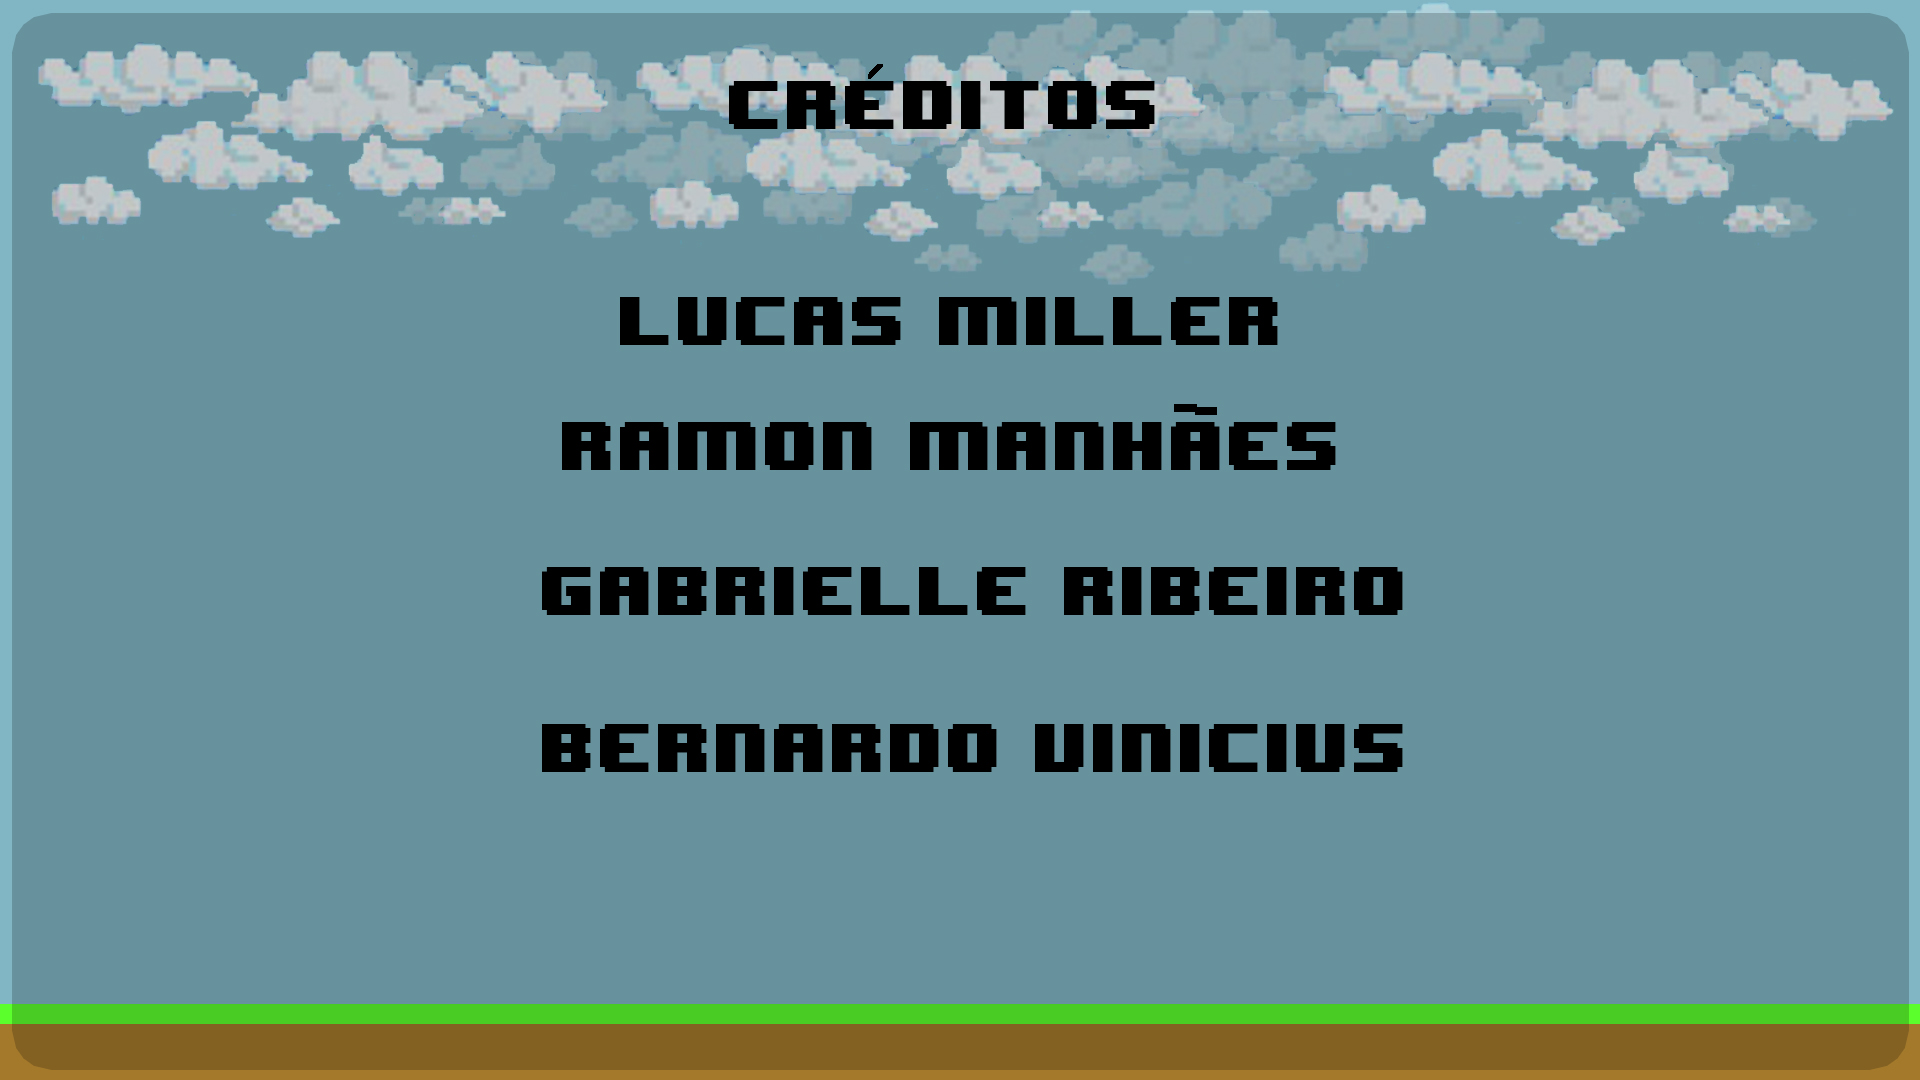 CRÉDITOS
LUCAS MILLER
RAMON MANHÃES
GABRIELLE RIBEIRO
BERNARDO VINICIUS